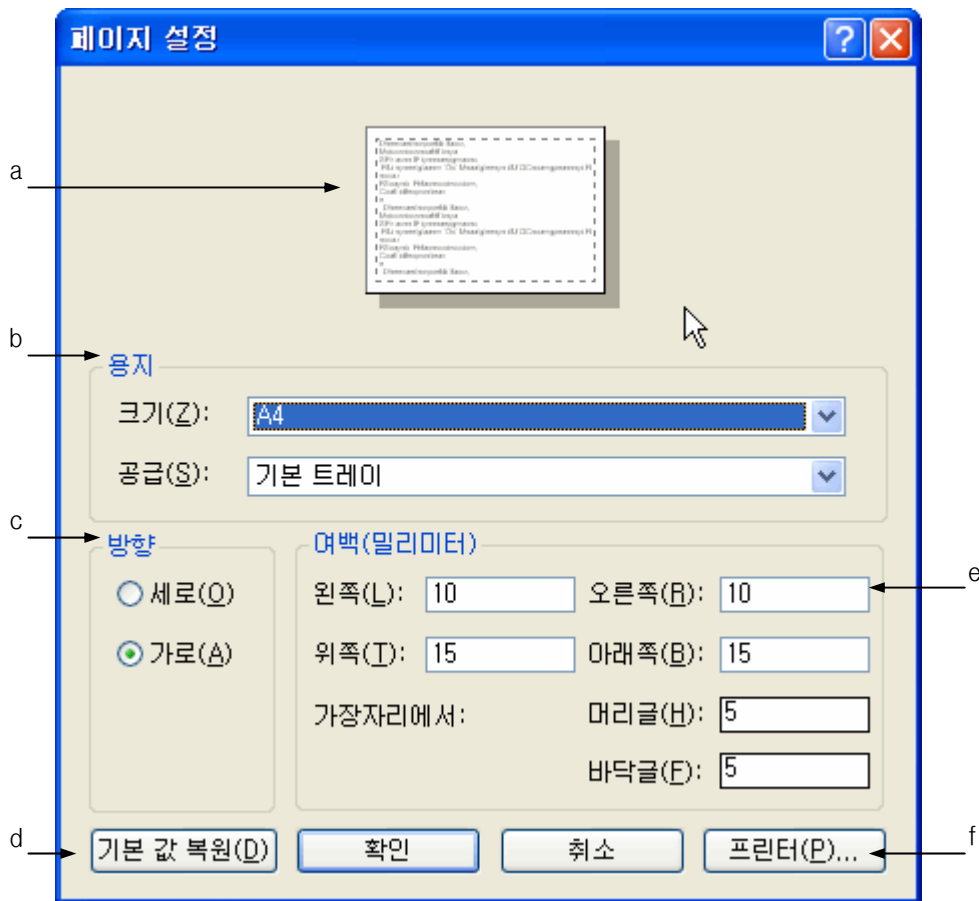 페이지 설정
a
b
용지
크기(Z): A4
공급(S): 기본 트레이
c
방향
세로(O)
가로(A)
여백(밀리미터)
왼쪽(L): 10 오른쪽(R): 10
e
위쪽(T): 15 아래쪽(B): 15
가장자리에서: 머리글(H): 5
바닥글(F): 5
d
기본 값 복원(D) 확인 취소 프린터(P)...
f